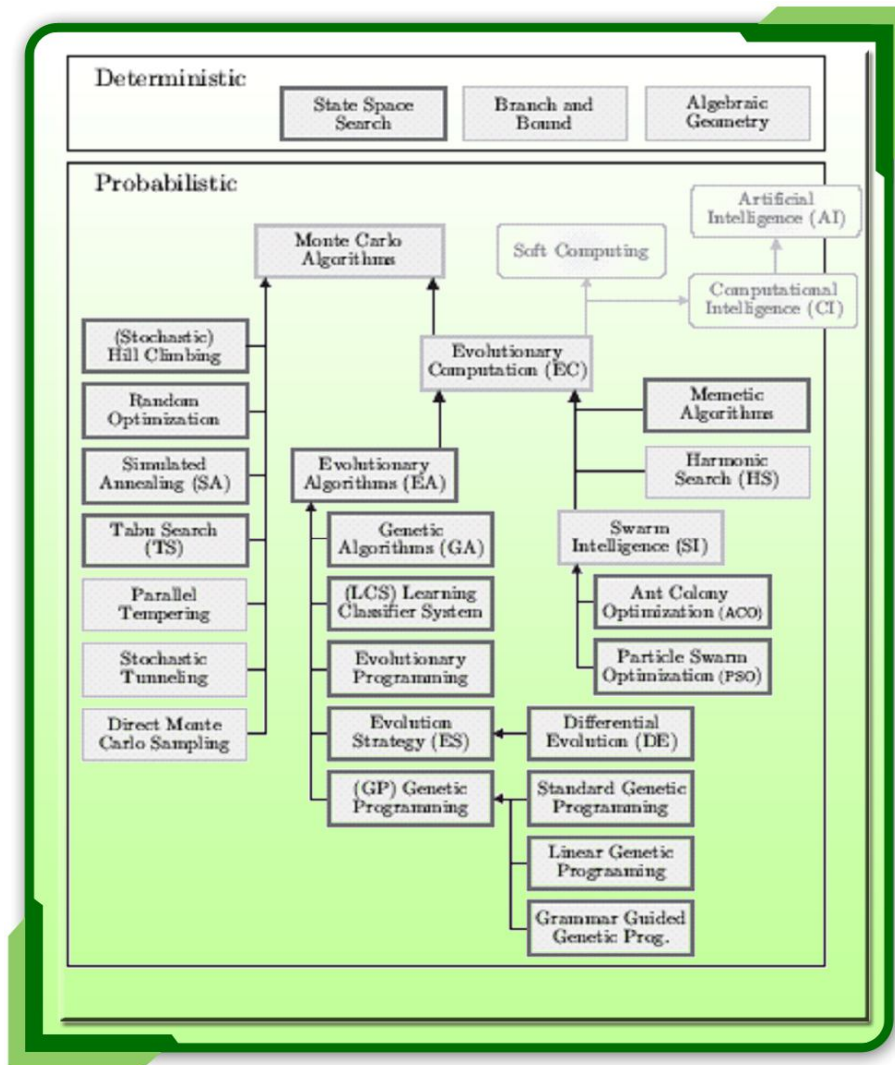 Deterministic
State Space
Search
Branch and
Bound
Algebraic
Geometry
Probabilistic
Artificial
Intelligence (AI)
Monte Carlo
Algorithms
Soft Computing
Computational
Intelligence (CI)
(Stochastic)
Hill Climbing
Evolutionary
Computation (EC)
Random
Optimization
Memetic
Algorithms
Simulated
Annealing (SA)
Evolutionary
Algorithms (EA)
Harmonic
Search (HS)
Tabu Search
(TS)
Genetic
Algorithms (GA)
Swarm
Intelligence (SI)
Parallel
Tempering
(LCS) Learning
Classifier System
Ant Colony
Optimization (ACO)
Stochastic
Tunneling
Evolutionary
Programming
Particle Swarm
Optimization (PSO)
Direct Monte
Carlo Sampling
Evolution
Strategy (ES)
Differential
Evolution (DE)
(GP) Genetic
Programming
Standard Genetic
Programming
Linear Genetic
Prograaming
Grammar Guided
Genetic Prog.